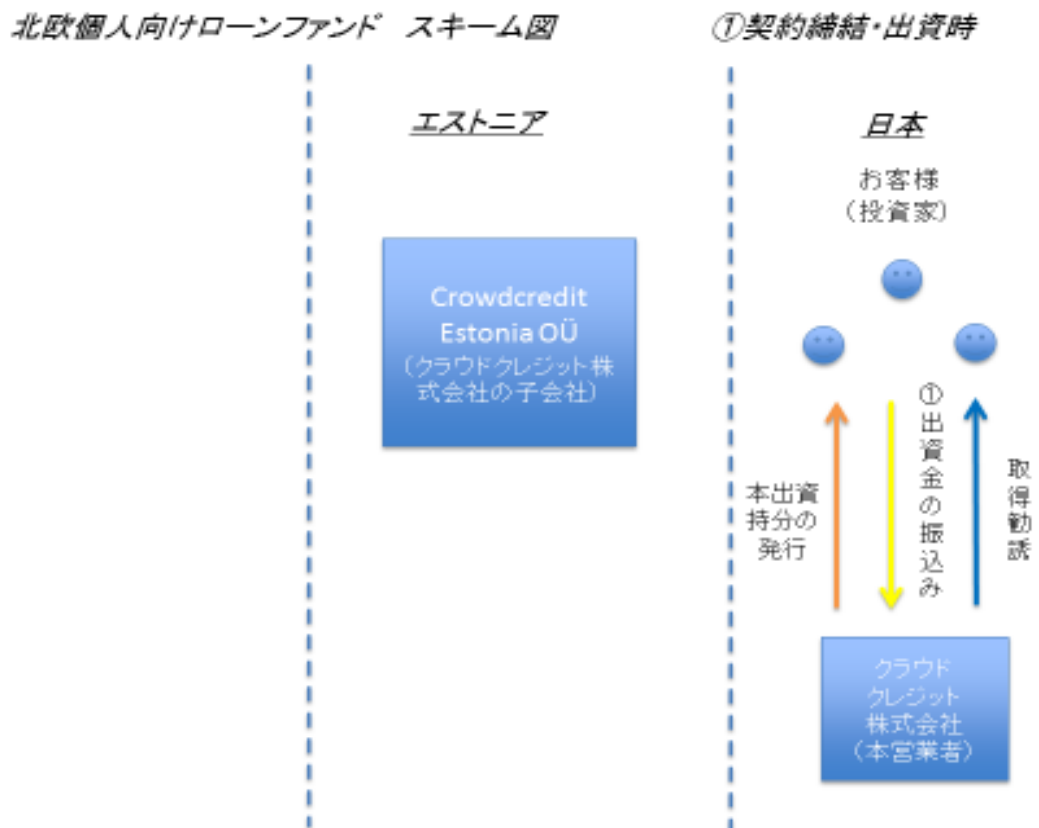 北欧個人向けローンファンド　スキーム図
①契約締結・出資時
エストニア
日本
お客様
（投資家）
Crowdcredit
Estonia OÜ
（クラウドクレジット株
式会社の子会社）
本出資
持分の
発行
①出資金の振込み
取得勧誘
クラウド
クレジット
株式会社
（本営業者）